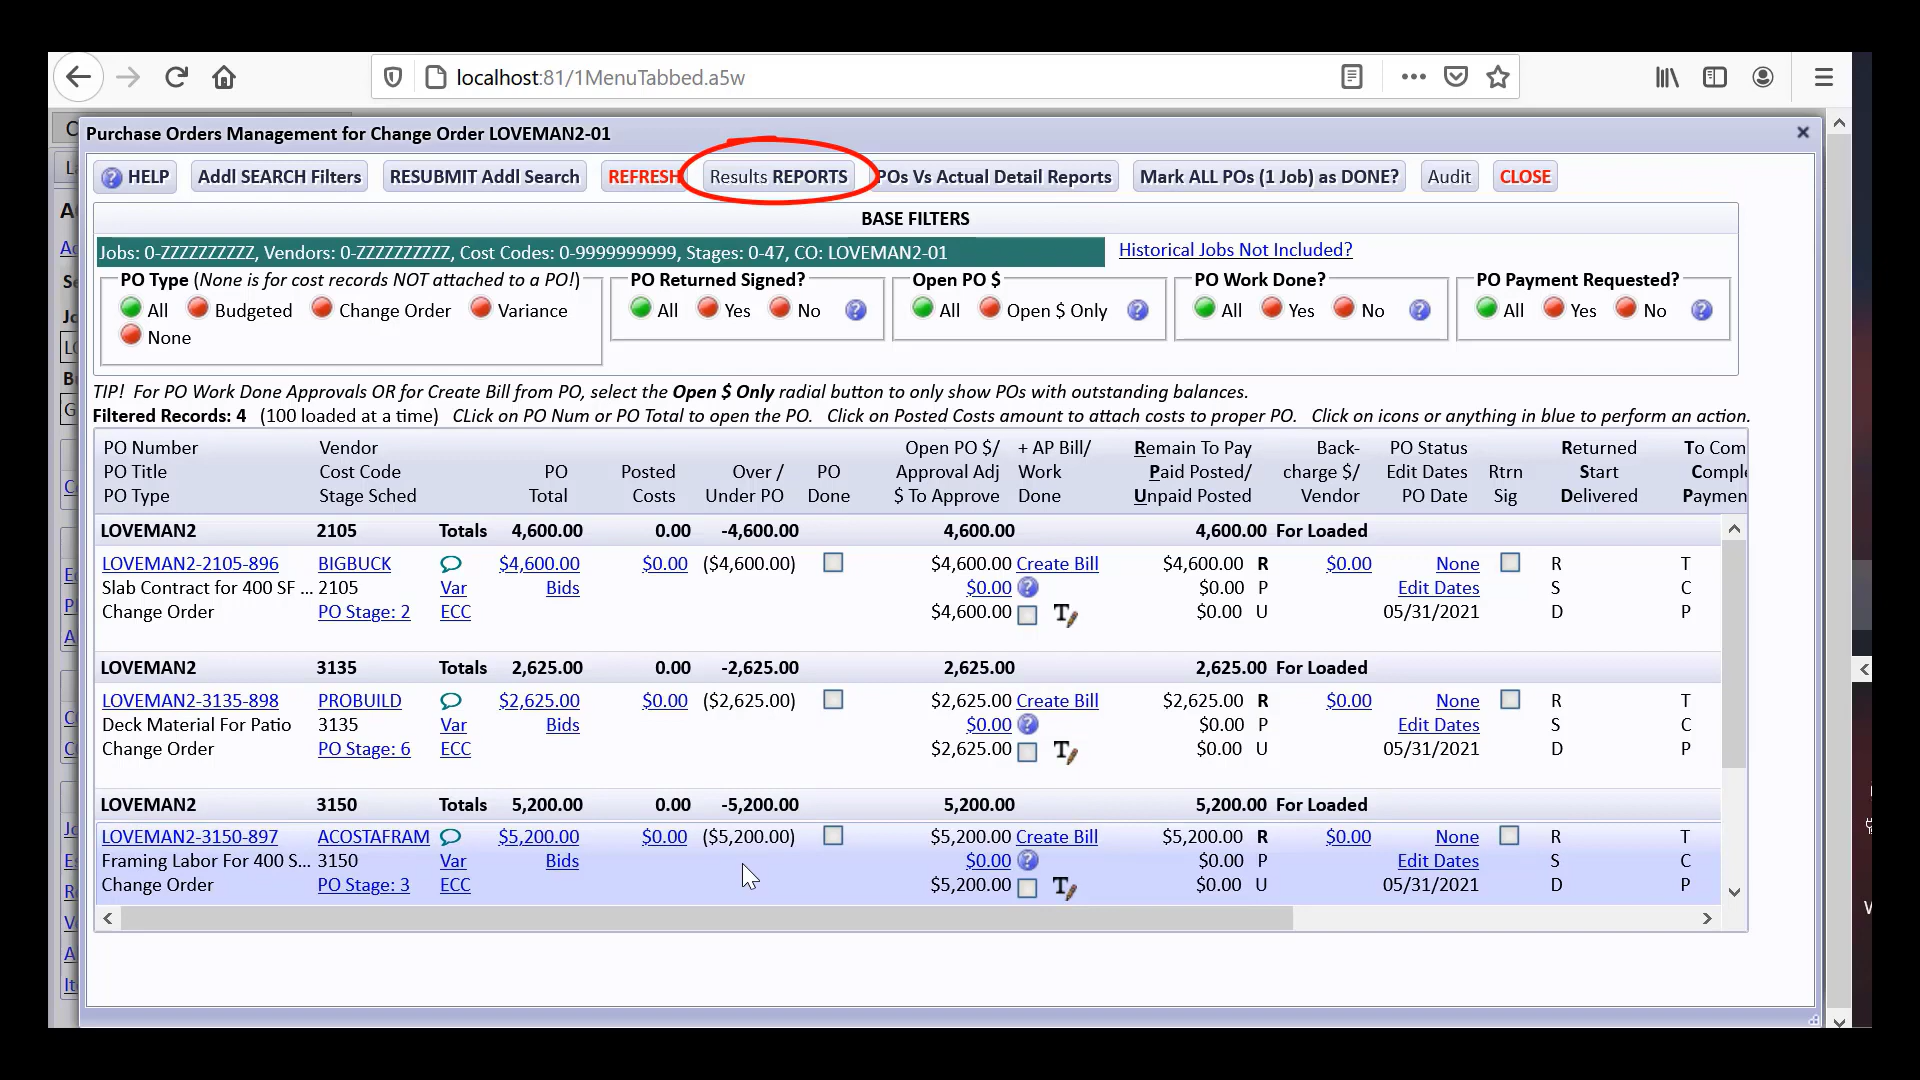 localhost:81/1MenuTabbed.a5w
Purchase Orders Management for Change Order LOVEMAN2-01
HELP Addl SEARCH Filters RESUBMIT Addl Search REFRESH Results REPORTS POs Vs Actual Detail Reports Mark ALL POs (1 Job) as DONE? Audit CLOSE
BASE FILTERS
Jobs: 0-ZZZZZZZZZZ, Vendors: 0-ZZZZZZZZZZ, Cost Codes: 0-9999999999, Stages: 0-47, CO: LOVEMAN2-01 Historical Jobs Not Included?
PO Type (None is for cost records NOT attached to a PO!) PO Returned Signed? Open PO $ PO Work Done? PO Payment Requested?
All Budgeted Change Order Variance All Yes No All Open $ Only All Yes No All Yes No
None
TIP! For PO Work Done Approvals OR for Create Bill from PO, select the Open $ Only radial button to only show POs with outstanding balances.
Filtered Records: 4 (100 loaded at a time) CLick on PO Num or PO Total to open the PO. Click on Posted Costs amount to attach costs to proper PO. Click on icons or anything in blue to perform an action.
PO Number Vendor Open PO $/ + AP Bill/ Remain To Pay Back- PO Status Returned To Com
PO Title Cost Code PO Posted Over / PO Approval Adj Work Paid Posted/ charge $/ Edit Dates Rtrn Start Comple
PO Type Stage Sched Total Costs Under PO Done $ To Approve Done Unpaid Posted Vendor PO Date Sig Delivered Paymen
LOVEMAN2 2105 Totals 4,600.00 0.00 -4,600.00 4,600.00 4,600.00 For Loaded
LOVEMAN2-2105-896 BIGBUCK $4,600.00 $0.00 ($4,600.00) $4,600.00 Create Bill $4,600.00 R $0.00 None R T
Slab Contract for 400 SF ... 2105 Var Bids $0.00 $0.00 P Edit Dates S C
Change Order PO Stage: 2 ECC $4,600.00 T $0.00 U 05/31/2021 D P
LOVEMAN2 3135 Totals 2,625.00 0.00 -2,625.00 2,625.00 2,625.00 For Loaded
LOVEMAN2-3135-898 PROBUILD $2,625.00 $0.00 ($2,625.00) $2,625.00 Create Bill $2,625.00 R $0.00 None R T
Deck Material For Patio 3135 Var Bids $0.00 $0.00 P Edit Dates S C
Change Order PO Stage: 6 ECC $2,625.00 T $0.00 U 05/31/2021 D P
LOVEMAN2 3150 Totals 5,200.00 0.00 -5,200.00 5,200.00 5,200.00 For Loaded
LOVEMAN2-3150-897 ACOSTAFRAM $5,200.00 $0.00 ($5,200.00) $5,200.00 Create Bill $5,200.00 R $0.00 None R T
Framing Labor For 400 S... 3150 Var Bids $0.00 $0.00 P Edit Dates S C
Change Order PO Stage: 3 ECC $5,200.00 T $0.00 U 05/31/2021 D P